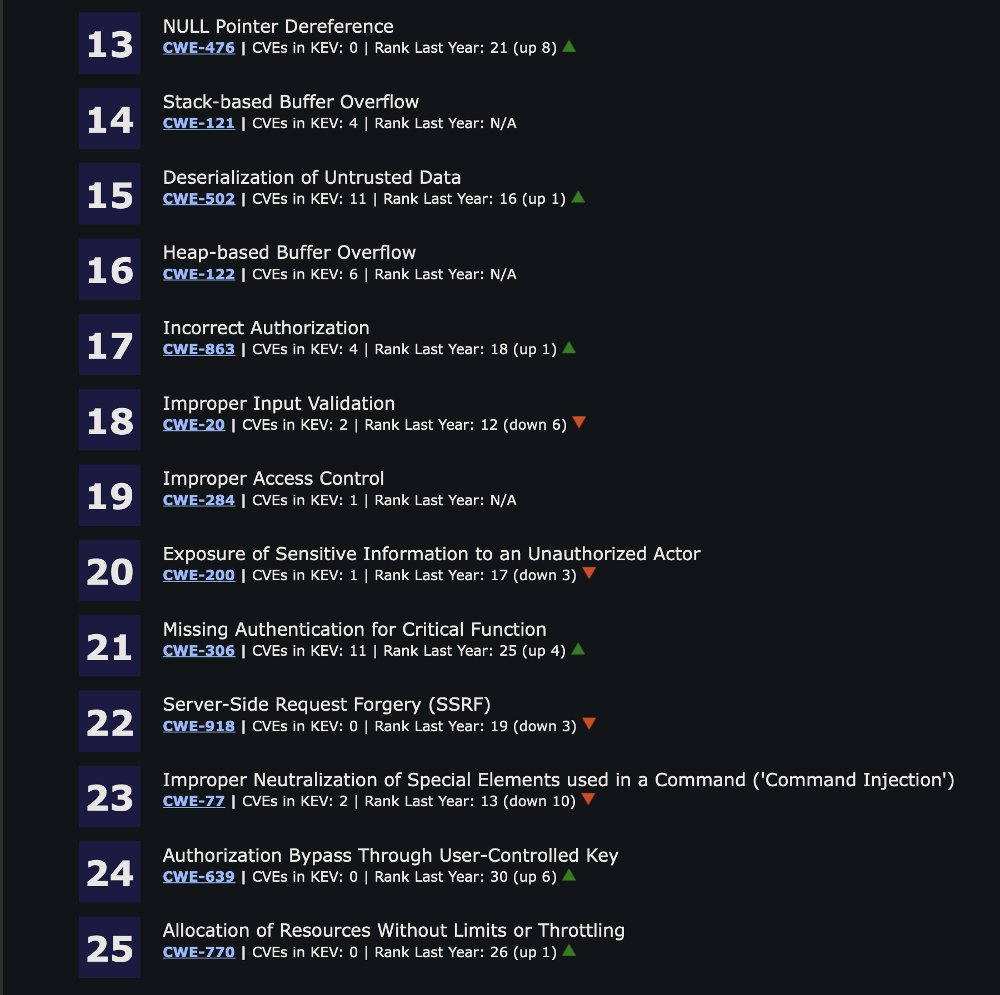 13
NULL Pointer Dereference
CWE-476 | CVEs in KEV: 0 | Rank Last Year: 21 (up 8) ▲
14
Stack-based Buffer Overflow
CWE-121 | CVEs in KEV: 4 | Rank Last Year: N/A
15
Deserialization of Untrusted Data
CWE-502 | CVEs in KEV: 11 | Rank Last Year: 16 (up 1) ▲
16
Heap-based Buffer Overflow
CWE-122 | CVEs in KEV: 6 | Rank Last Year: N/A
17
Incorrect Authorization
CWE-863 | CVEs in KEV: 4 | Rank Last Year: 18 (up 1) ▲
18
Improper Input Validation
CWE-20 | CVEs in KEV: 2 | Rank Last Year: 12 (down 6) ▼
19
Improper Access Control
CWE-284 | CVEs in KEV: 1 | Rank Last Year: N/A
20
Exposure of Sensitive Information to an Unauthorized Actor
CWE-200 | CVEs in KEV: 1 | Rank Last Year: 17 (down 3) ▼
21
Missing Authentication for Critical Function
CWE-306 | CVEs in KEV: 11 | Rank Last Year: 25 (up 4) ▲
22
Server-Side Request Forgery (SSRF)
CWE-918 | CVEs in KEV: 0 | Rank Last Year: 19 (down 3) ▼
23
Improper Neutralization of Special Elements used in a Command ('Command Injection')
CWE-77 | CVEs in KEV: 2 | Rank Last Year: 13 (down 10) ▼
24
Authorization Bypass Through User-Controlled Key
CWE-639 | CVEs in KEV: 0 | Rank Last Year: 30 (up 6) ▲
25
Allocation of Resources Without Limits or Throttling
CWE-770 | CVEs in KEV: 0 | Rank Last Year: 26 (up 1) ▲